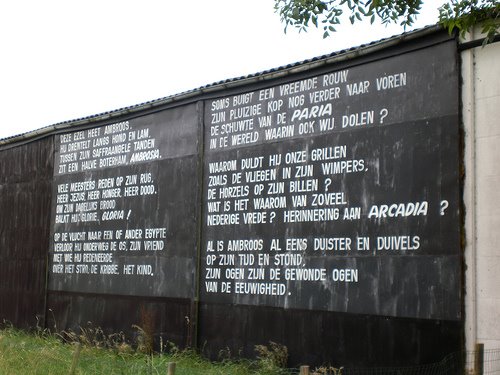 DEZE EZEL HEET AMBROOS
HIJ DRENTELT LANGS HOND EN LAM,
TUSSEN ZIJN SAFFRAANGELE TANDEN
ZIT EEN HALVE BOTERHAM, AMBROSIA.
VELE MEESTERS REDEN OP ZIJN RUG,
HEER JEZUS, HEER HONGER, HEER DOOD.
OM ZIJN DAGELIJKS BROOD
BALKT HIJ GLORIE, GLORIA!
OP DE VLUCHT NAAR EEN OF ANDER EGYPTE
VERLOOR HIJ ONDERWEG DE OS, ZIJN VRIEND
MET WIE HIJ REDENEERDE
OVER HET STRO, DE KRIBBE, HET KIND.
SOMS BUIGT EEN VREEMDE ROUW
ZIJN PLUIZIGE KOP NOG VERDER NAAR VOREN
DE SCHUWTE VAN DE PARIA
IN DE WERELD WAARIN OOK WIJ DOLEN?
WAAROM DULDT HIJ ONZE GRILLEN
ZOALS DE VLIEGEN IN ZIJN WIMPERS,
DE HORZELS OP ZIJN BILLEN?
WAT IS HET WAAROM VAN ZOVEEL
NEDERIGE VREDE? HERINNERING AAN ARCADIA?
AL IS AMBROOS AL EENS DUISTER EN DUIVELS
OP ZIJN TIJD EN STOND,
ZIJN OGEN ZIJN DE GEWONDE OGEN
VAN DE EEUWIGHEID.